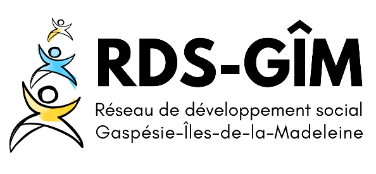 RDS-GÎM
Réseau de développement social
Gaspésie-Îles-de-la-Madeleine